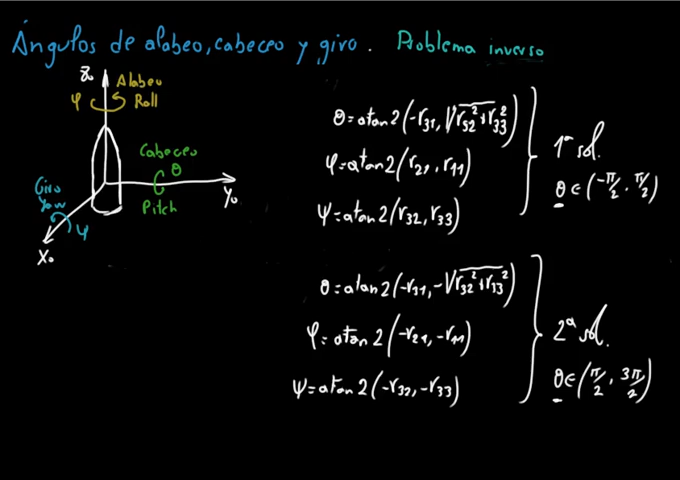 Ángulos de alabeo, cabeceo y giro. Problema inverso
Z₀
Alabeo
φ Roll
Cabeceo
θ
Pitch
Y₀
Giro
Yaw
ψ
X₀
θ = atan2(-r₃₁, √r₃₂² + r₃₃²)
φ = atan2(r₂₁, r₁₁)
ψ = atan2(r₃₂, r₃₃)
1ª sol.
θ ∈ (-π/2, π/2)
θ = atan2(-r₃₁, -√r₃₂² + r₃₃²)
φ = atan2(-r₂₁, -r₁₁)
ψ = atan2(-r₃₂, -r₃₃)
2ª sol.
θ ∈ (π/2, 3π/2)